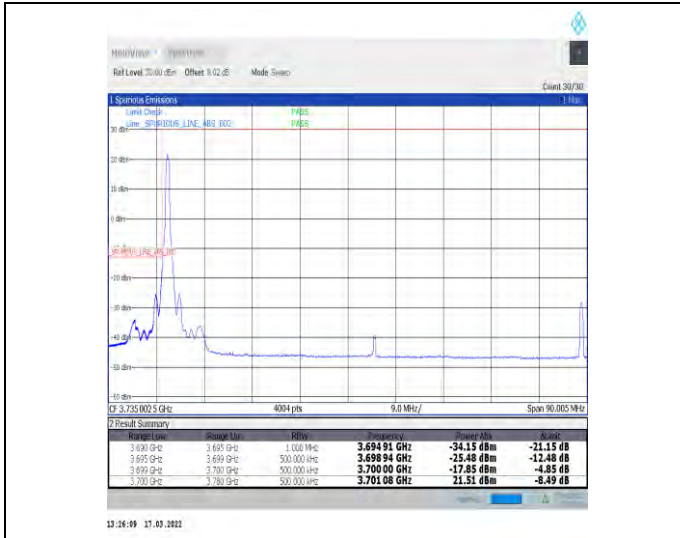 MultiView Spectrum
Ref Level 30.00 dBm Offset 8.02 dB Mode Sweep
Count 30/30
1 Spurious Emissions 1 Max
Limit Check PASS
Line _SPURIOUS_LINE_ABS_002 PASS
30 dBm
20 dBm
10 dBm
0 dBm
_SPURIOUS_LINE_ABS_002
-20 dBm
-30 dBm
-40 dBm
-50 dBm
-60 dBm
CF 3.735 002 5 GHz 4004 pts 9.0 MHz/ Span 90.005 MHz
2 Result Summary
Range Low Range Up RBW Frequency Power Abs ΔLimit
3.690 GHz 3.695 GHz 1.000 MHz 3.694 91 GHz -34.15 dBm -21.15 dB
3.695 GHz 3.699 GHz 500.000 kHz 3.698 94 GHz -25.48 dBm -12.48 dB
3.699 GHz 3.700 GHz 500.000 kHz 3.700 00 GHz -17.85 dBm -4.85 dB
3.700 GHz 3.780 GHz 500.000 kHz 3.701 08 GHz 21.51 dBm -8.49 dB
13:26:09 17.03.2022